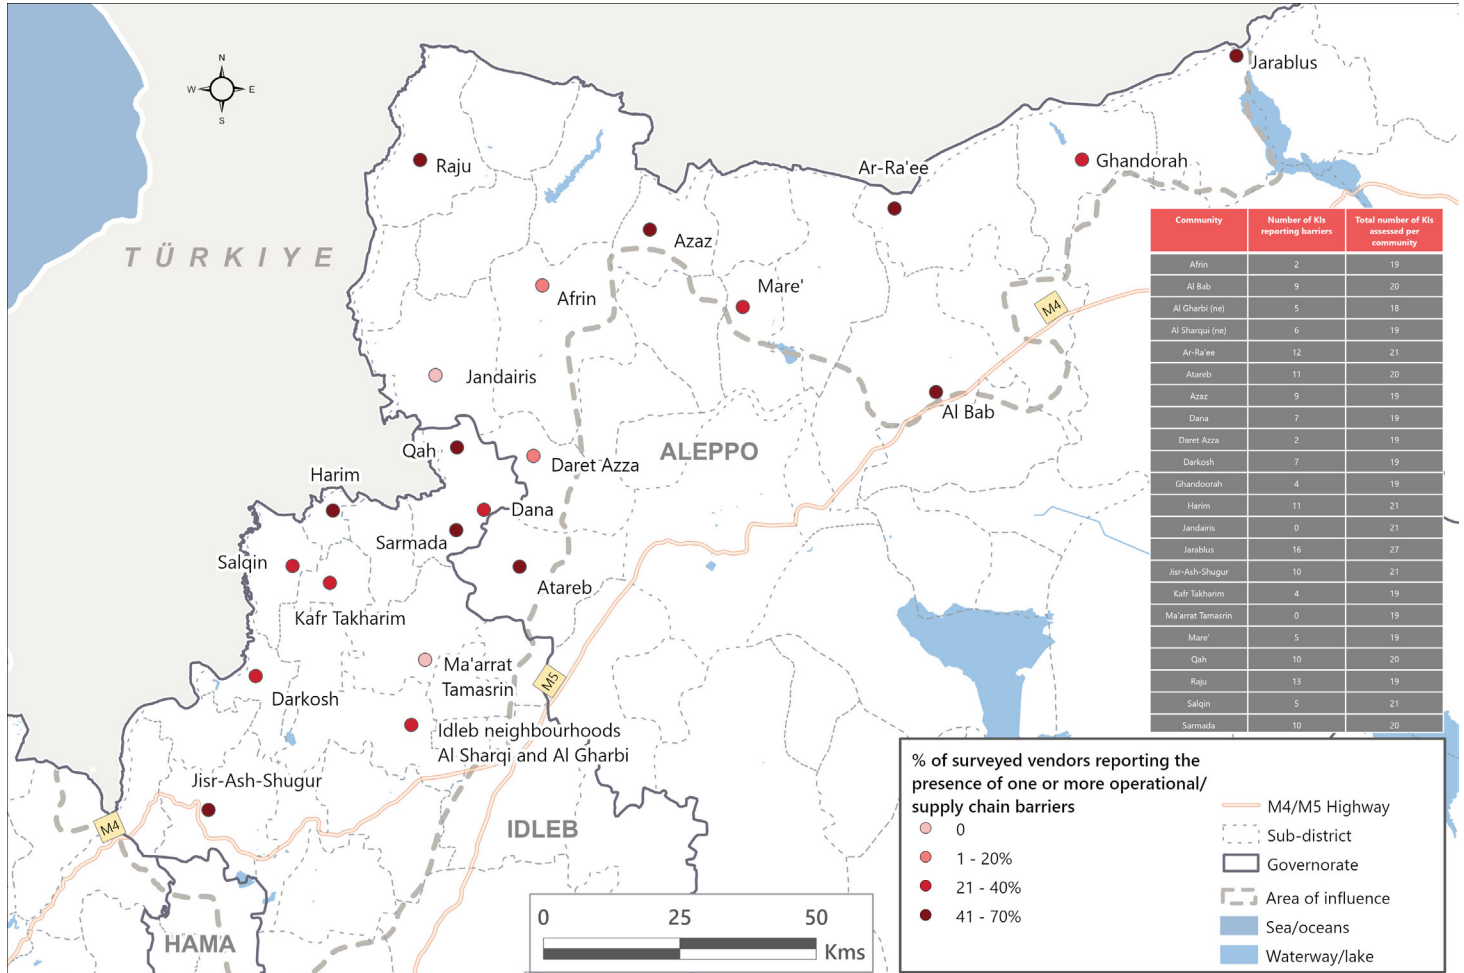 N
W
E
S
TÜRKIYE
Raju
Jarablus
Ghandorah
Ar-Ra'ee
Azaz
Afrin
Mare'
Jandairis
M4
Al Bab
Qah
ALEPPO
Daret Azza
Harim
Dana
Sarmada
Salqin
Atareb
Kafr Takharim
Ma'arrat
Tamasrin
M5
Darkosh
Idleb neighbourhoods
Al Sharqi and Al Gharbi
Jisr-Ash-Shugur
M4
IDLEB
HAMA
Community Number of KIs reporting barriers Total number of KIs assessed per community
Afrin 2 19
Al Bab 9 20
Al Gharbi (ne) 5 18
Al Sharqui (ne) 6 19
Ar-Ra'ee 12 21
Atareb 11 20
Azaz 9 19
Dana 7 19
Daret Azza 2 19
Darkosh 7 19
Ghandoorah 4 19
Harim 11 21
Jandairis 0 21
Jarablus 16 27
Jisr-Ash-Shugur 10 21
Kafr Takharim 4 19
Ma'arrat Tamasrin 0 19
Mare' 5 19
Qah 10 20
Raju 13 19
Salqin 5 21
Sarmada 10 20
% of surveyed vendors reporting the
presence of one or more operational/
supply chain barriers
0
1 - 20%
21 - 40%
41 - 70%
M4/M5 Highway
Sub-district
Governorate
Area of influence
Sea/oceans
Waterway/lake
0 25 50
Kms